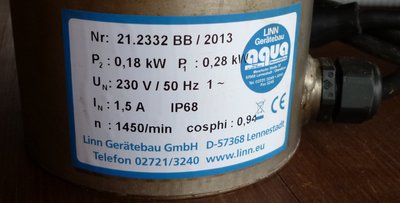 Nr: 21.2332 BB / 2013
P2 : 0,18 kW P1 : 0,28 kW
UN : 230 V / 50 Hz 1 ~
IN : 1,5 A IP68
n : 1450/min cosphi : 0,94
Linn Gerätebau GmbH D-57368 Lennestadt
Telefon 02721/3240 www.linn.eu
LINN
Gerätebau
aqua